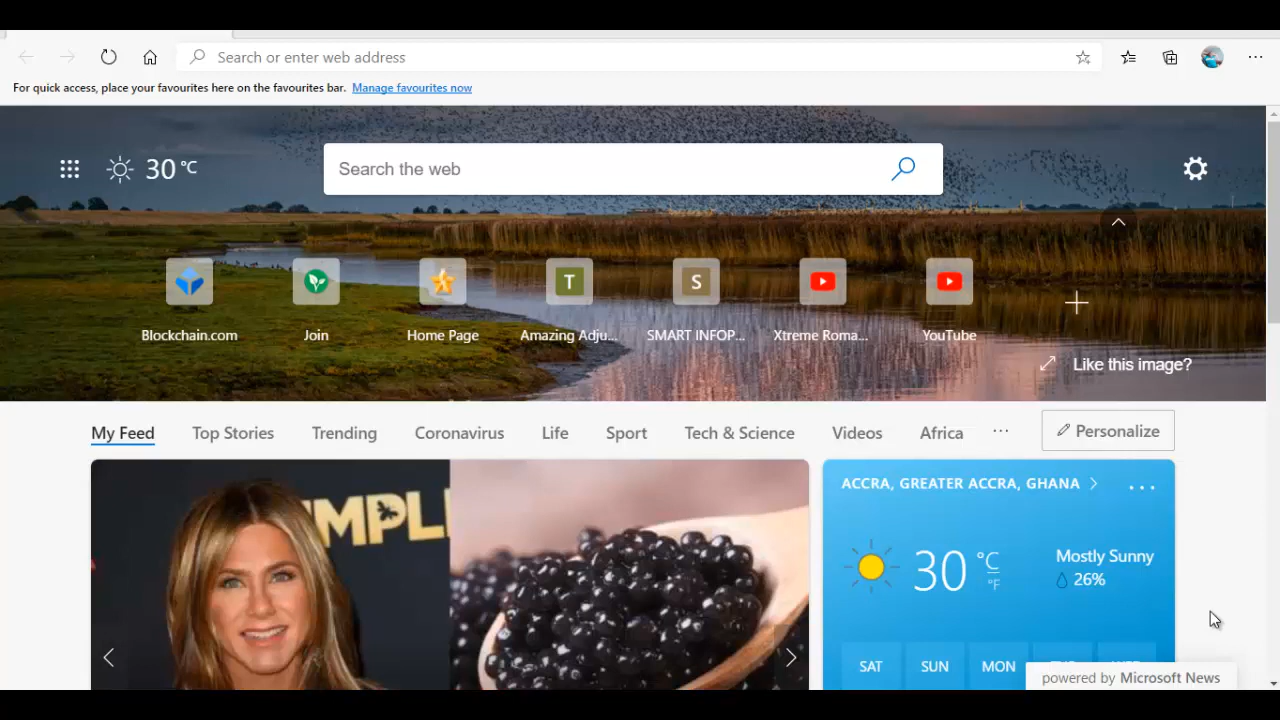 Search or enter web address
For quick access, place your favourites here on the favourites bar. Manage favourites now
30 °C
Search the web
T
S
Blockchain.com
Join
Home Page
Amazing Adju...
SMART INFOP...
Xtreme Roma...
YouTube
Like this image?
My Feed
Top Stories
Trending
Coronavirus
Life
Sport
Tech & Science
Videos
Africa
...
Personalize
ACCRA, GREATER ACCRA, GHANA
30 °C
°F
Mostly Sunny
26%
SAT
SUN
MON
powered by Microsoft News